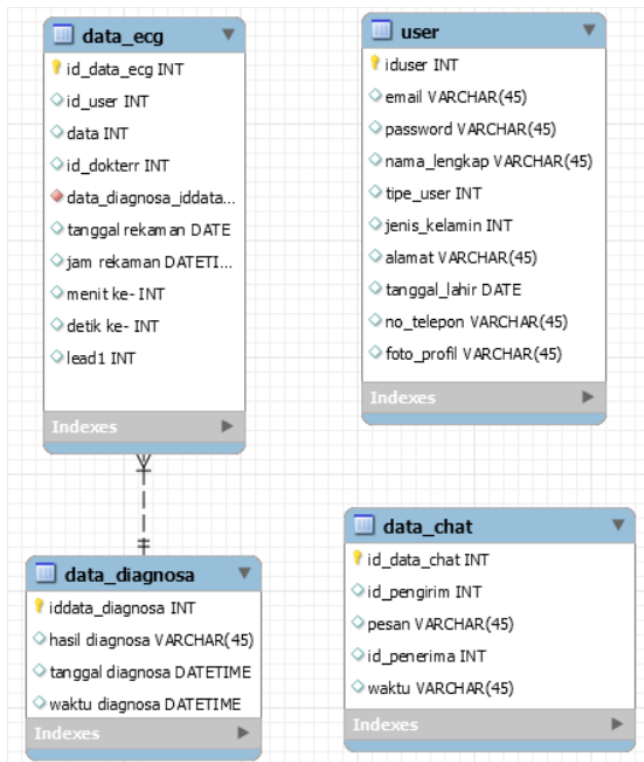 data_ecg
id_data_ecg INT
id_user INT
data INT
id_dokterr INT
data_diagnosa_iddata...
tanggal rekaman DATE
jam rekaman DATETI...
menit ke- INT
detik ke- INT
lead1 INT
Indexes
user
iduser INT
email VARCHAR(45)
password VARCHAR(45)
nama_lengkap VARCHAR(45)
tipe_user INT
jenis_kelamin INT
alamat VARCHAR(45)
tanggal_lahir DATE
no_telepon VARCHAR(45)
foto_profil VARCHAR(45)
Indexes
data_diagnosa
iddata_diagnosa INT
hasil diagnosa VARCHAR(45)
tanggal diagnosa DATETIME
waktu diagnosa DATETIME
Indexes
data_chat
id_data_chat INT
id_pengirim INT
pesan VARCHAR(45)
id_penerima INT
waktu VARCHAR(45)
Indexes